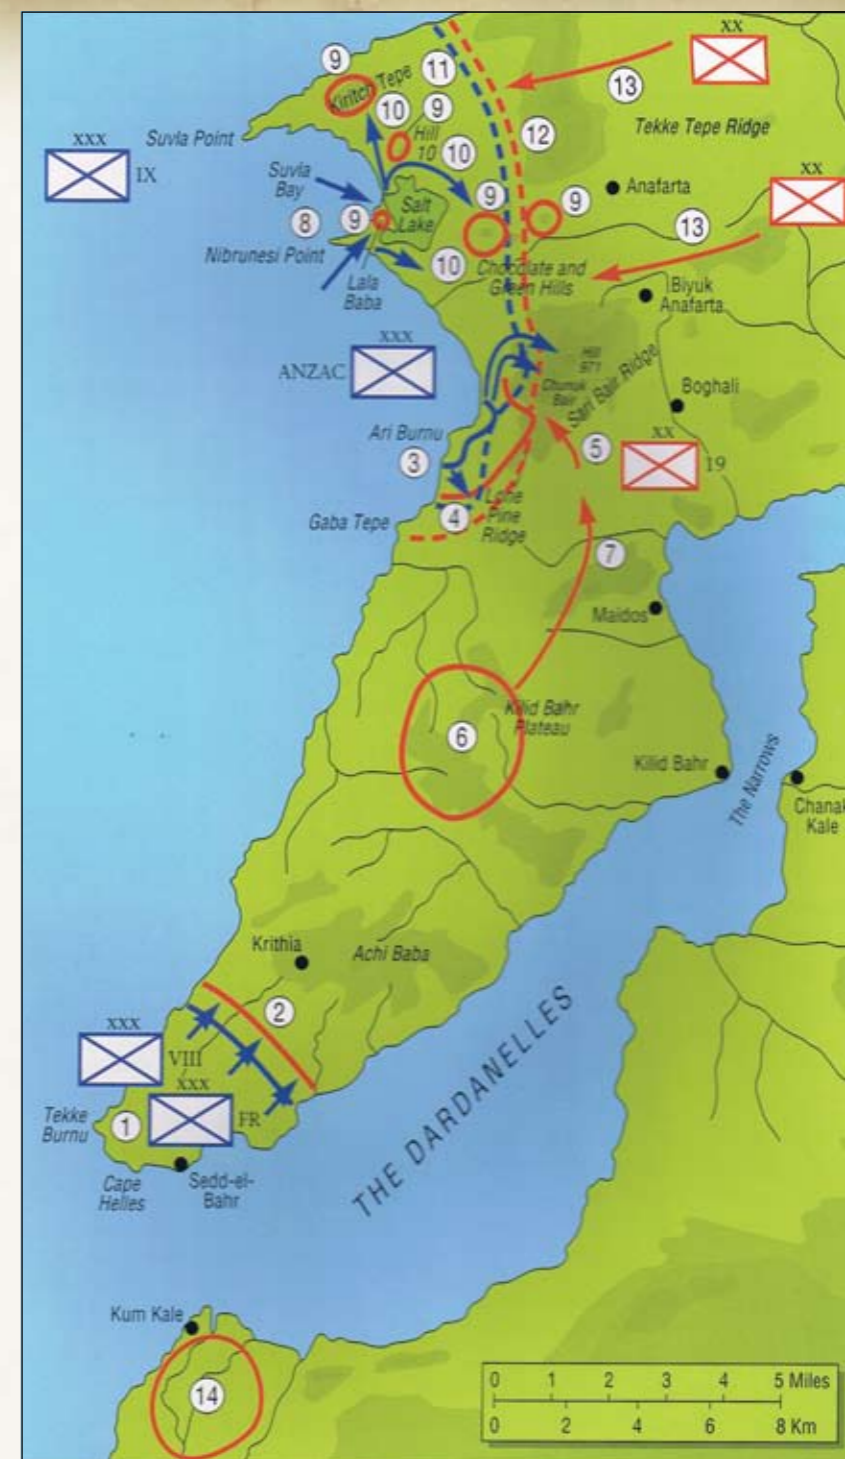 XX
9
Kiritch Tepe
11
13
XXX
IX
Suvla Point
10
9
Hill
10
10
12
Tekke Tepe Ridge
XX
Suvla
Bay
9
9
Anafarta
8
9
Salt
Lake
13
Nibrunesi Point
10
Chocolate and
Green Hills
Lala
Baba
Biyuk
Anafarta
XXX
ANZAC
Hill
971
Chunuk
Bair
Sari Bair Ridge
Boghali
Ari Burnu
3
5
XX
19
Gaba Tepe
4
Lone
Pine
Ridge
7
Maidos
6
Kilid Bahr
Plateau
Kilid Bahr
The Narrows
Chanak
Kale
Krithia
Achi Baba
2
XXX
VIII
XXX
FR
Tekke
Burnu
1
Cape
Helles
Sedd-el-
Bahr
THE DARDANELLES
Kum Kale
14
0 1 2 3 4 5 Miles
0 2 4 6 8 Km